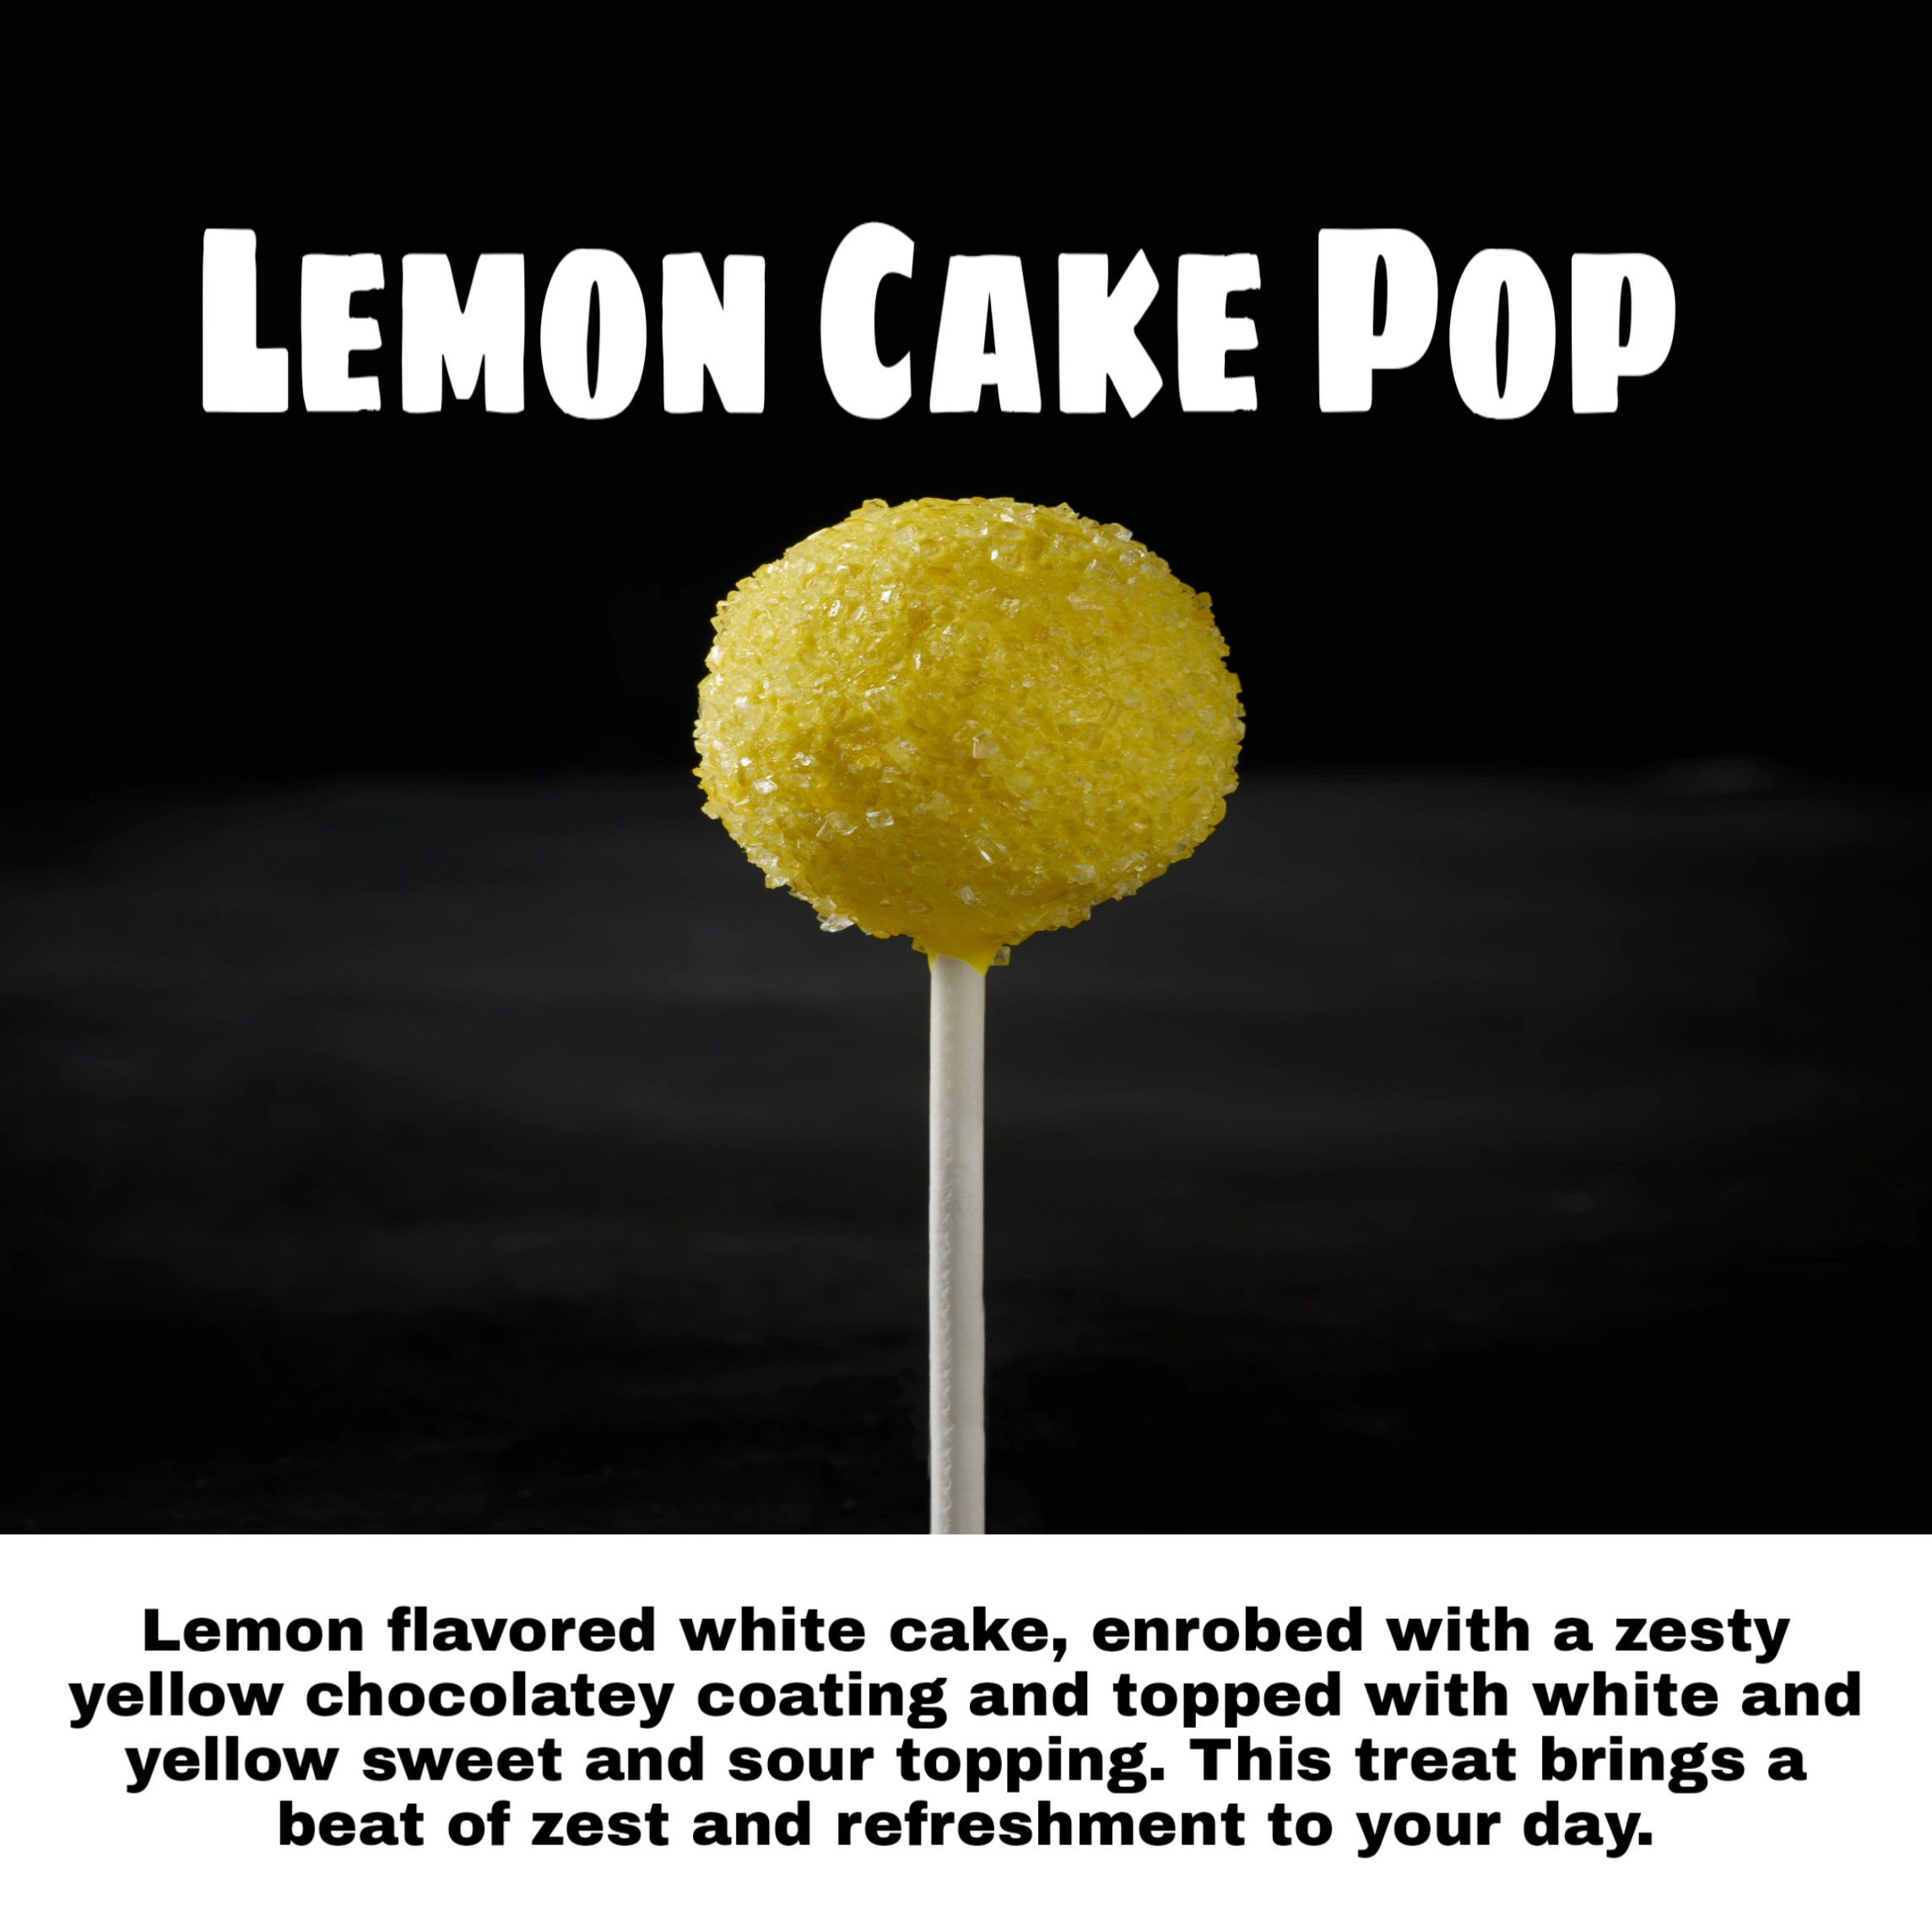 Lemon Cake Pop
Lemon flavored white cake, enrobed with a zesty
yellow chocolatey coating and topped with white and
yellow sweet and sour topping. This treat brings a
beat of zest and refreshment to your day.